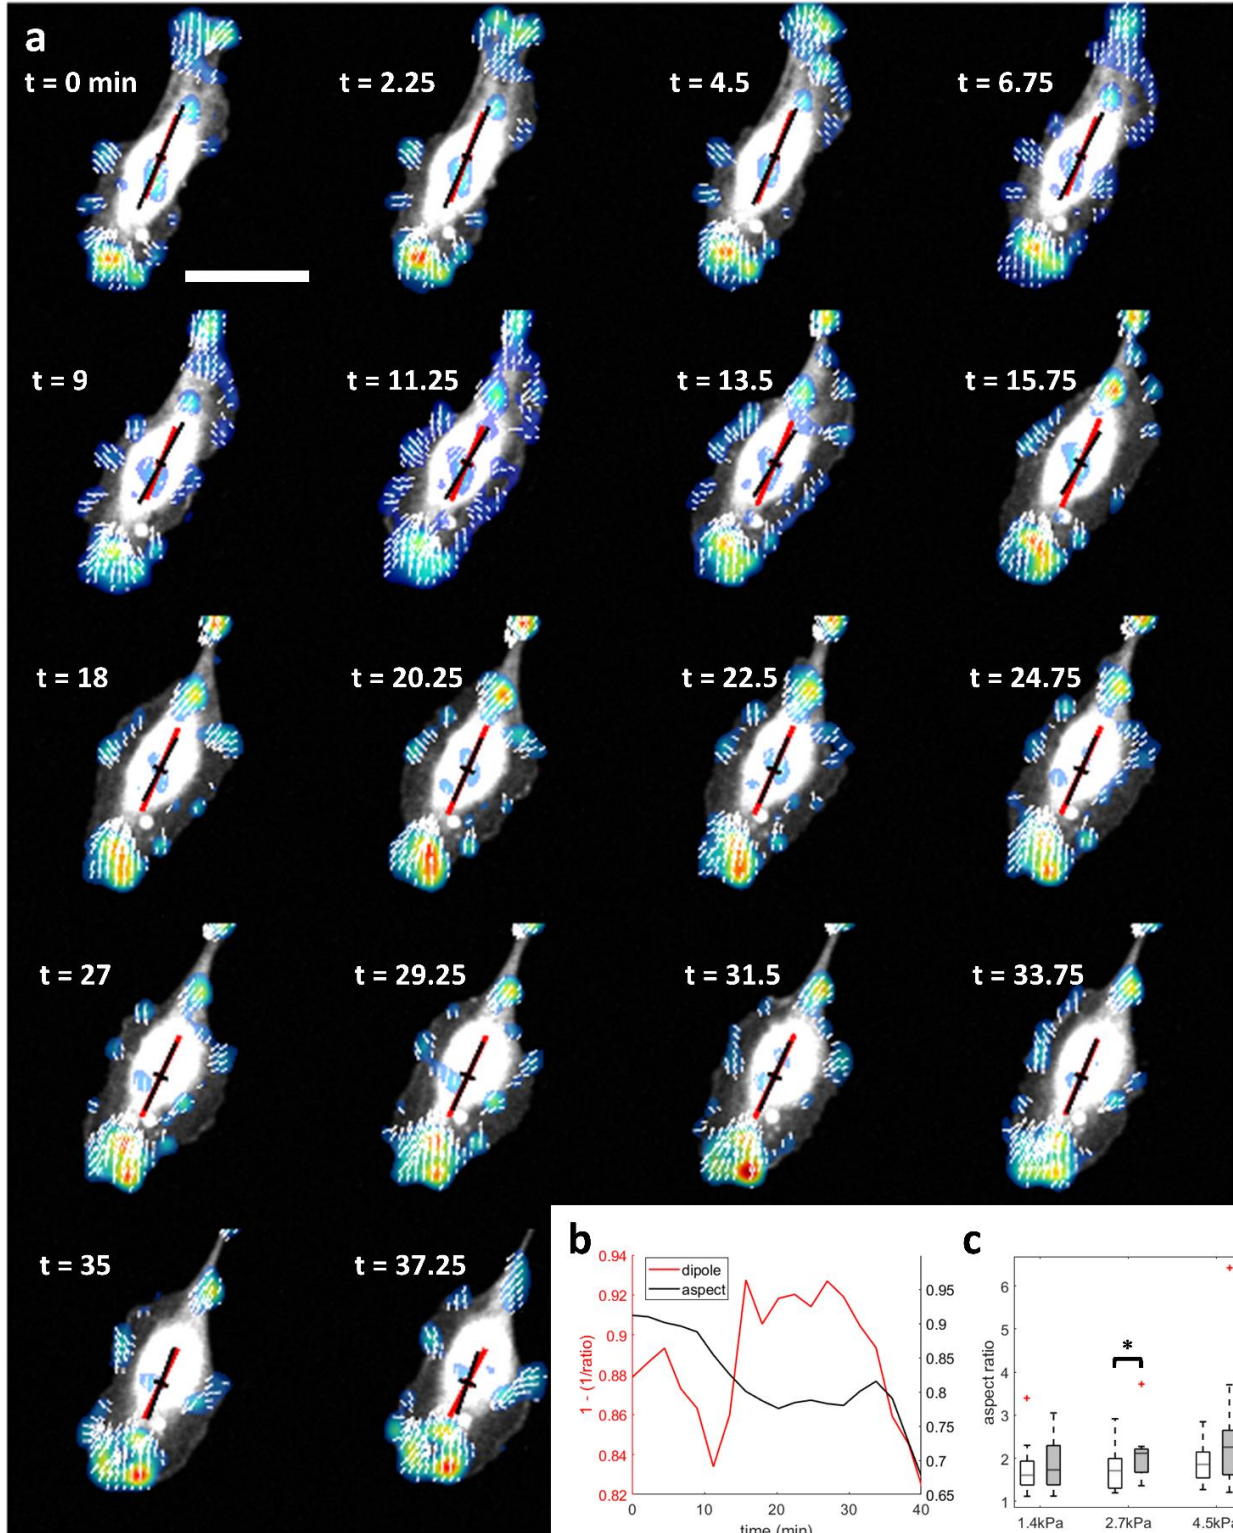 a
t = 0 min
t = 2.25
t = 4.5
t = 6.75
t = 9
t = 11.25
t = 13.5
t = 15.75
t = 18
t = 20.25
t = 22.5
t = 24.75
t = 27
t = 29.25
t = 31.5
t = 33.75
t = 35
t = 37.25
b
0.94
0.92
0.9
0.88
0.86
0.84
0.82
1 - (1/ratio)
dipole
aspect
0.95
0.9
0.85
0.8
0.75
0.7
0.65
0 10 20 30 40
time (min)
c
6
5
4
3
2
1
aspect ratio
*
1.4kPa 2.7kPa 4.5kPa